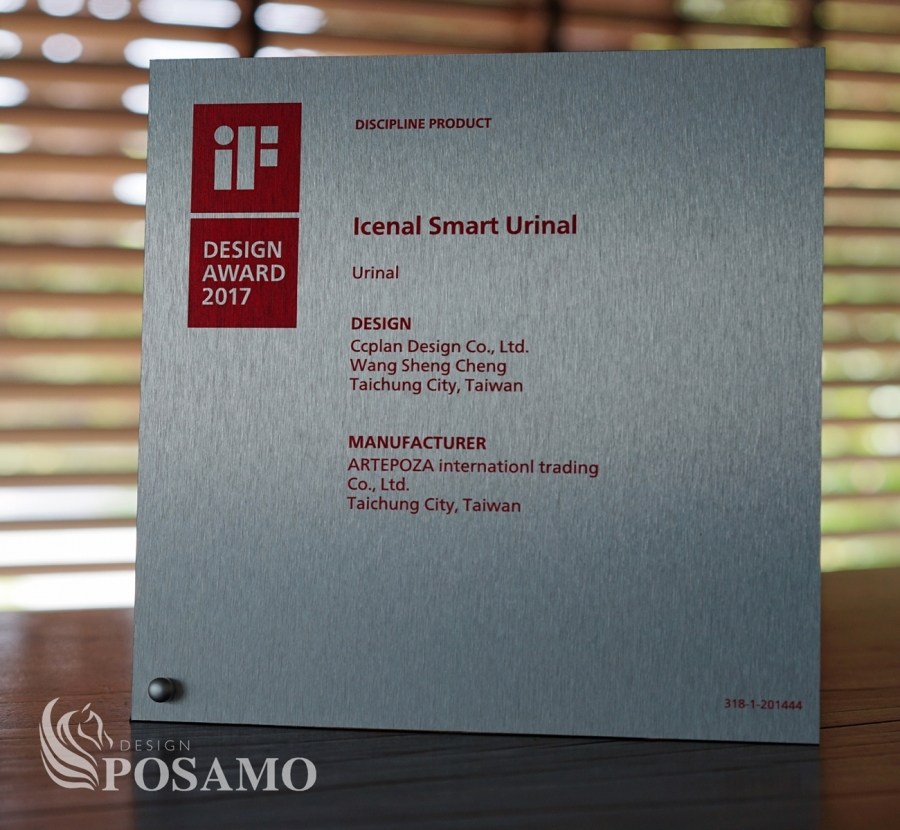 iF
DISCIPLINE PRODUCT
DESIGN
AWARD
2017
Icenal Smart Urinal
Urinal
DESIGN
Ccplan Design Co., Ltd.
Wang Sheng Cheng
Taichung City, Taiwan
MANUFACTURER
ARTEPOZA internationl trading
Co., Ltd.
Taichung City, Taiwan
318-1-201444
DESIGN
POSAMO